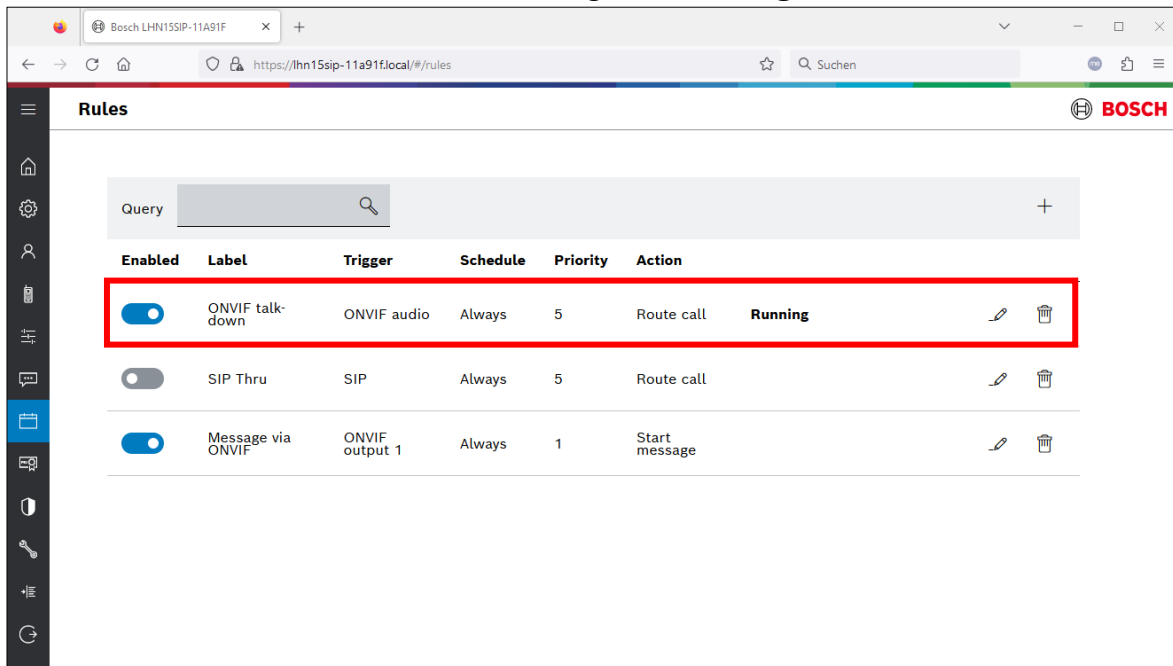 Bosch LHN15SIP-11A91F
https://lhn15sip-11a91f.local/#/rules
Suchen
Rules
BOSCH
Query
Enabled Label Trigger Schedule Priority Action
ONVIF talk-
down
ONVIF audio Always 5 Route call Running
SIP Thru SIP Always 5 Route call
Message via
ONVIF
ONVIF
output 1
Always 1
Start
message